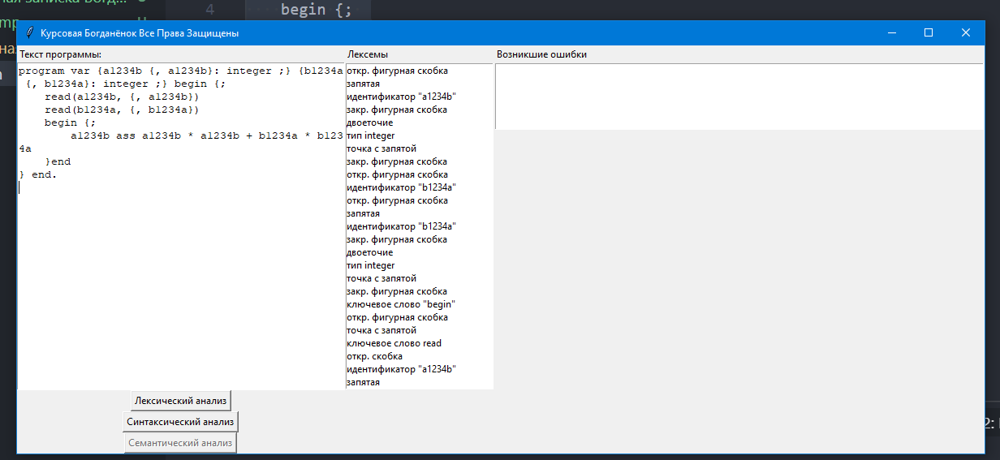 4 begin {;
Курсовая Богданёнок Все Права Защищены
Текст программы:
program var {a1234b {, a1234b}: integer ;} {b1234a
{, b1234a}: integer ;} begin {;
read(a1234b, {, a1234b})
read(b1234a, {, b1234a})
begin {;
a1234b ass a1234b * a1234b + b1234a * b123
4a
}end
} end.
Лексемы
откр. фигурная скобка
запятая
идентификатор "a1234b"
закр. фигурная скобка
двоеточие
тип integer
точка с запятой
закр. фигурная скобка
откр. фигурная скобка
идентификатор "b1234a"
откр. фигурная скобка
запятая
идентификатор "b1234a"
закр. фигурная скобка
двоеточие
тип integer
точка с запятой
закр. фигурная скобка
ключевое слово "begin"
откр. фигурная скобка
точка с запятой
ключевое слово read
откр. скобка
идентификатор "a1234b"
запятая
Возникшие ошибки
Лексический анализ
Синтаксический анализ
Семантический анализ
2: